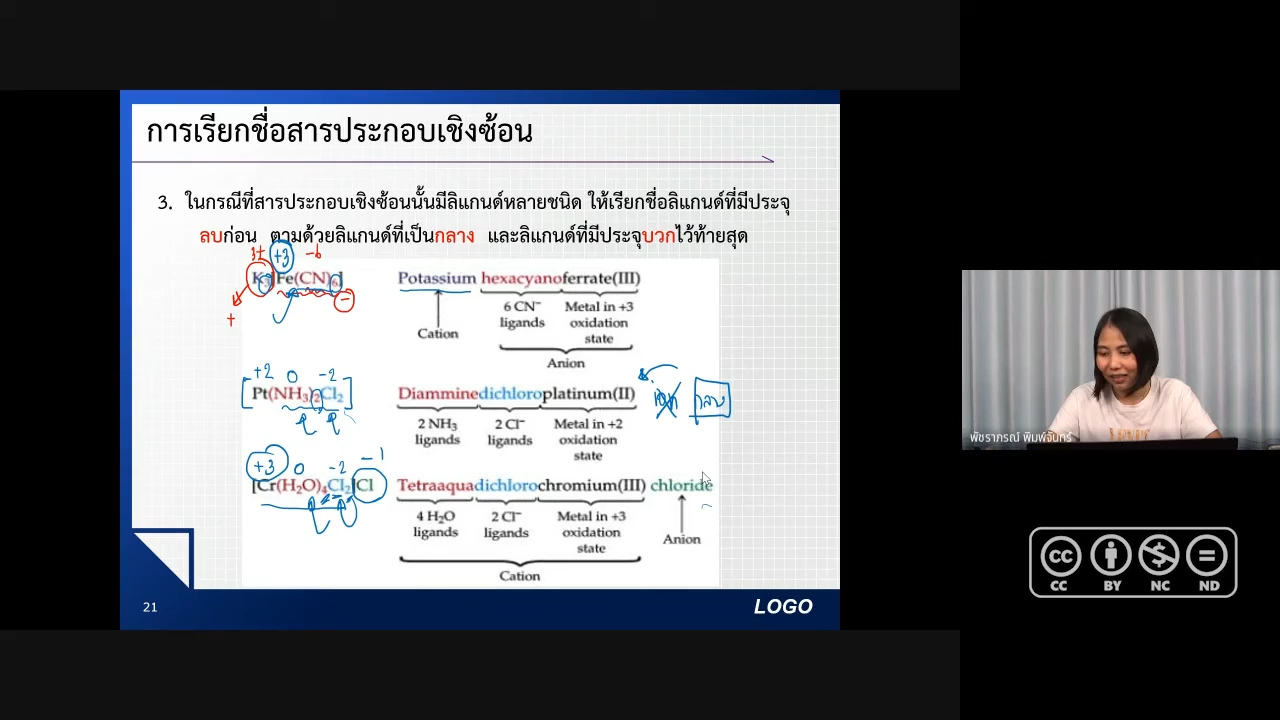 การเรียกชื่อสารประกอบเชิงซ้อน
3. ในกรณีที่สารประกอบเชิงซ้อนนั้นมีลิแกนด์หลายชนิด ให้เรียกชื่อลิแกนด์ที่มีประจุ
ลบก่อน ตามด้วยลิแกนด์ที่เป็นกลาง และลิแกนด์ที่มีประจุบวกไว้ท้ายสุด
3+ +3 -6
K3[Fe(CN)6] Potassium hexacyanoferrate(III)
+ -
6 CN⁻ Metal in +3
ligands oxidation
state
Cation
Anion
+2 0 -2
[Pt(NH3)2Cl2] Diamminedichloroplatinum(II) ลบ
2 NH3 2 Cl⁻ Metal in +2
ligands ligands oxidation
state
+3 0 -2 -1
[Cr(H2O)4Cl2]Cl Tetraaquadichlorochromium(III) chloride
4 H2O 2 Cl⁻ Metal in +3
ligands ligands oxidation
state
Anion
Cation
21
LOGO
พัชราภรณ์ พิมพ์จันทร์
CC BY NC ND